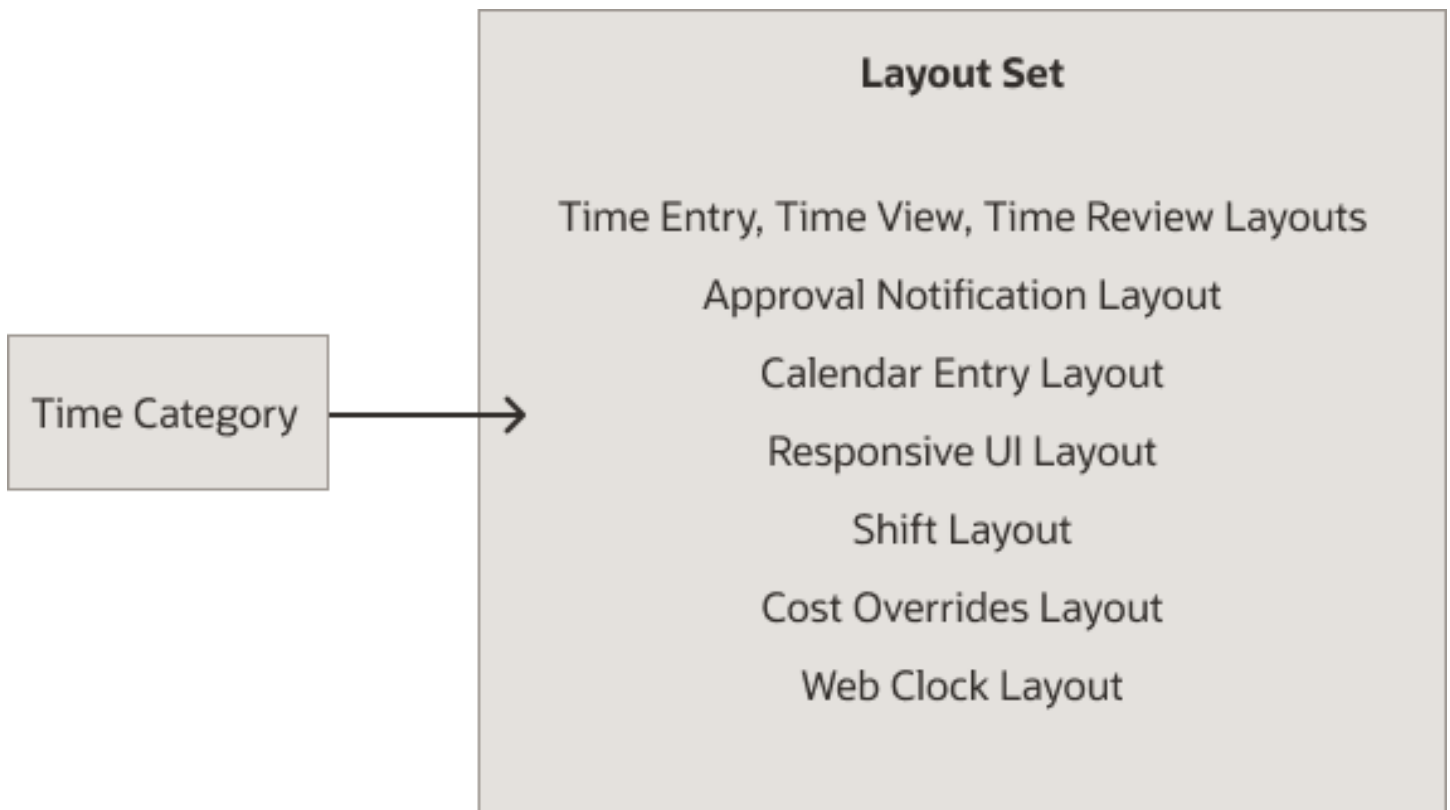 Layout Set
Time Entry, Time View, Time Review Layouts
Approval Notification Layout
Calendar Entry Layout
Time Category
Responsive UI Layout
Shift Layout
Cost Overrides Layout
Web Clock Layout